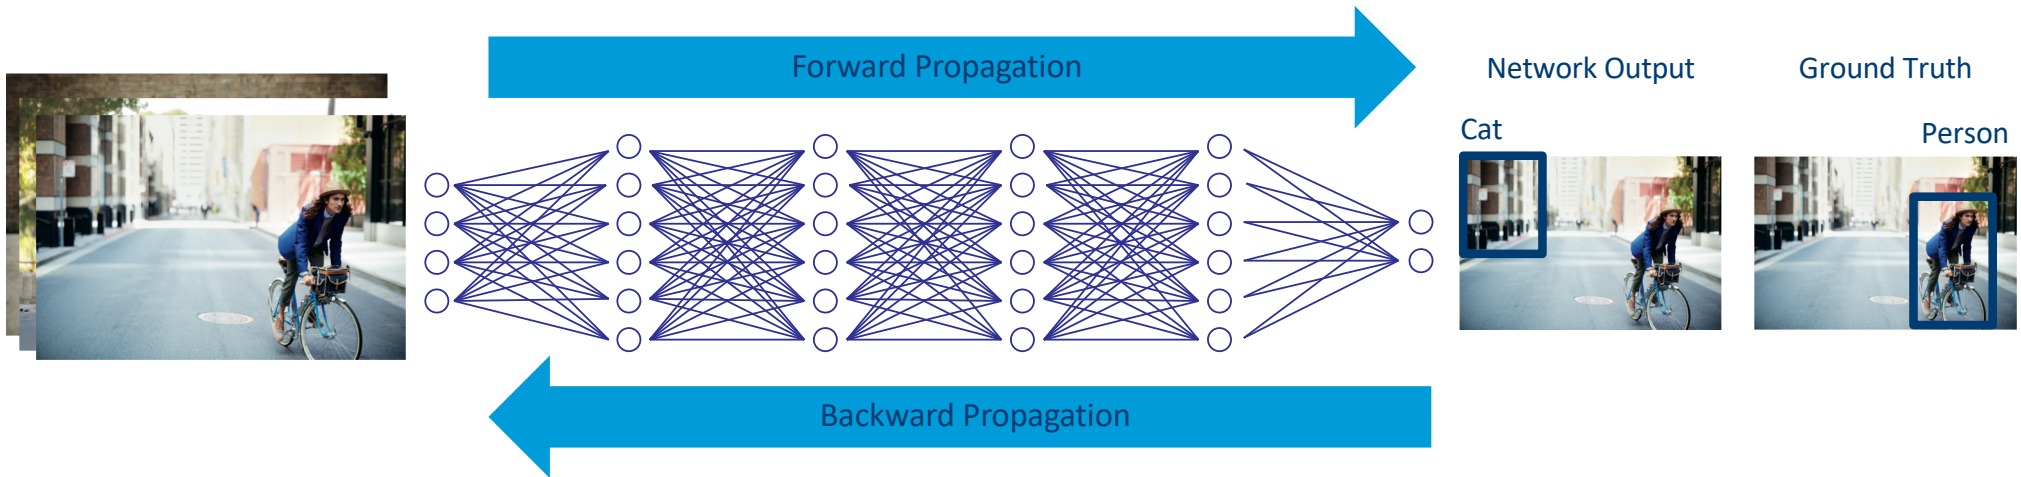 Forward Propagation
Network Output
Ground Truth
Cat
Person
Backward Propagation